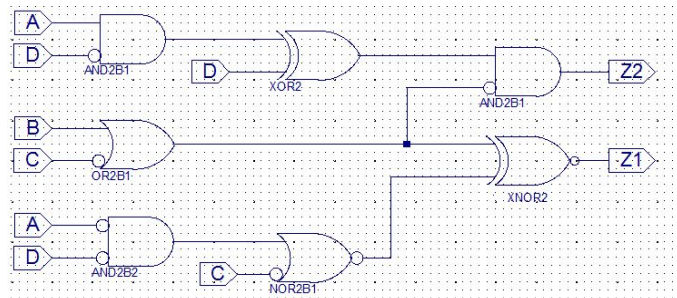 A
D
AND2B1
D
XOR2
AND2B1
Z2
B
C
OR2B1
XNOR2
Z1
A
D
AND2B2
C
NOR2B1